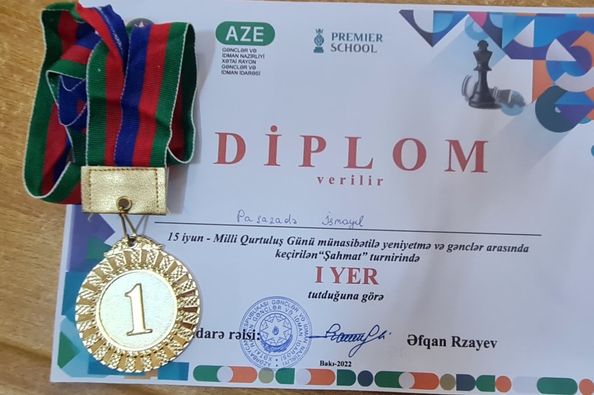 AZE
GƏNCLƏR VƏ
İDMAN NAZİRLİYİ
XƏTAİ RAYON
GƏNCLƏR VƏ
İDMAN İDARƏSİ
PREMIER
SCHOOL
DİPLOM
verilir
Paşazadə İsmayıl
15 iyun - Milli Qurtuluş Günü münasibətilə yeniyetmə və gənclər arasında
keçirilən "Şahmat" turnirində
I YER
tutduğuna görə
darə rəisi:
Əfqan Rzayev
Bakı-2022
1